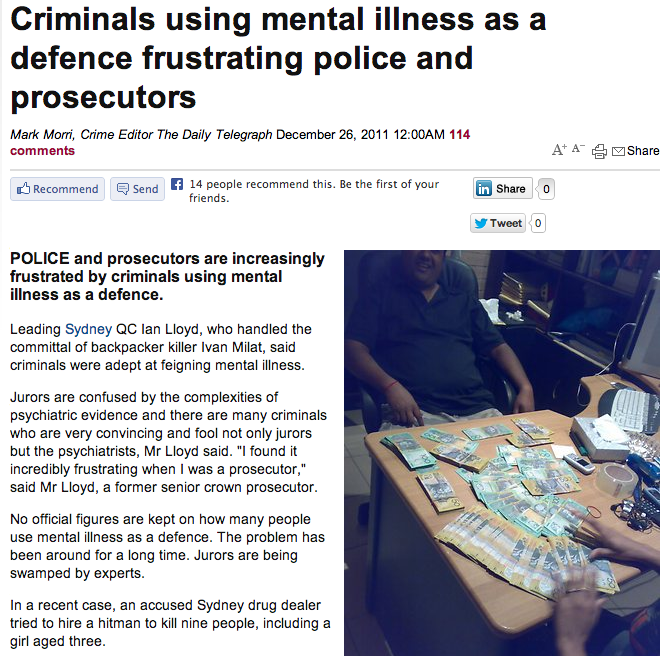 Criminals using mental illness as a
defence frustrating police and
prosecutors
Mark Morri, Crime Editor The Daily Telegraph December 26, 2011 12:00AM 114
comments
A+ A− Share
Recommend Send 14 people recommend this. Be the first of your
friends.
in Share 0
Tweet 0
POLICE and prosecutors are increasingly
frustrated by criminals using mental
illness as a defence.
Leading Sydney QC Ian Lloyd, who handled the
committal of backpacker killer Ivan Milat, said
criminals were adept at feigning mental illness.
Jurors are confused by the complexities of
psychiatric evidence and there are many criminals
who are very convincing and fool not only jurors
but the psychiatrists, Mr Lloyd said. "I found it
incredibly frustrating when I was a prosecutor,"
said Mr Lloyd, a former senior crown prosecutor.
No official figures are kept on how many people
use mental illness as a defence. The problem has
been around for a long time. Jurors are being
swamped by experts.
In a recent case, an accused Sydney drug dealer
tried to hire a hitman to kill nine people, including a
girl aged three.